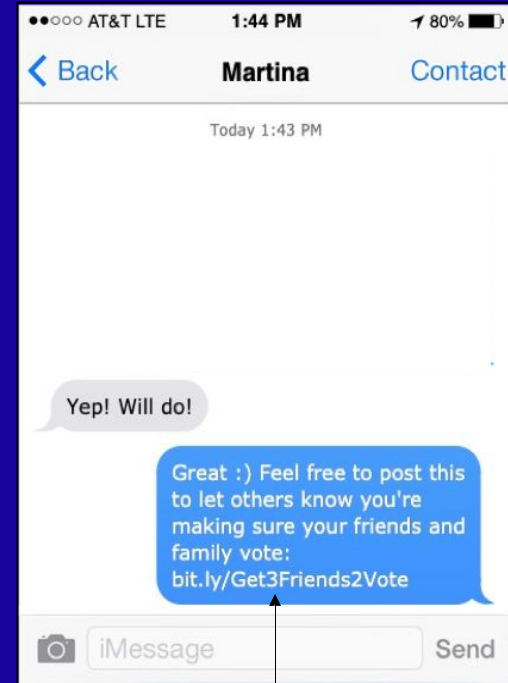 ●●○○○ AT&T LTE 1:44 PM 80%
Back Martina Contact
Today 1:43 PM
Yep! Will do!
Great :) Feel free to post this
to let others know you're
making sure your friends and
family vote:
bit.ly/Get3Friends2Vote
iMessage Send